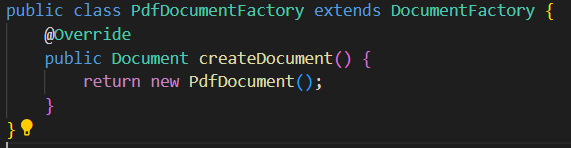 public class PdfDocumentFactory extends DocumentFactory {
    @Override
    public Document createDocument() {
        return new PdfDocument();
    }
}